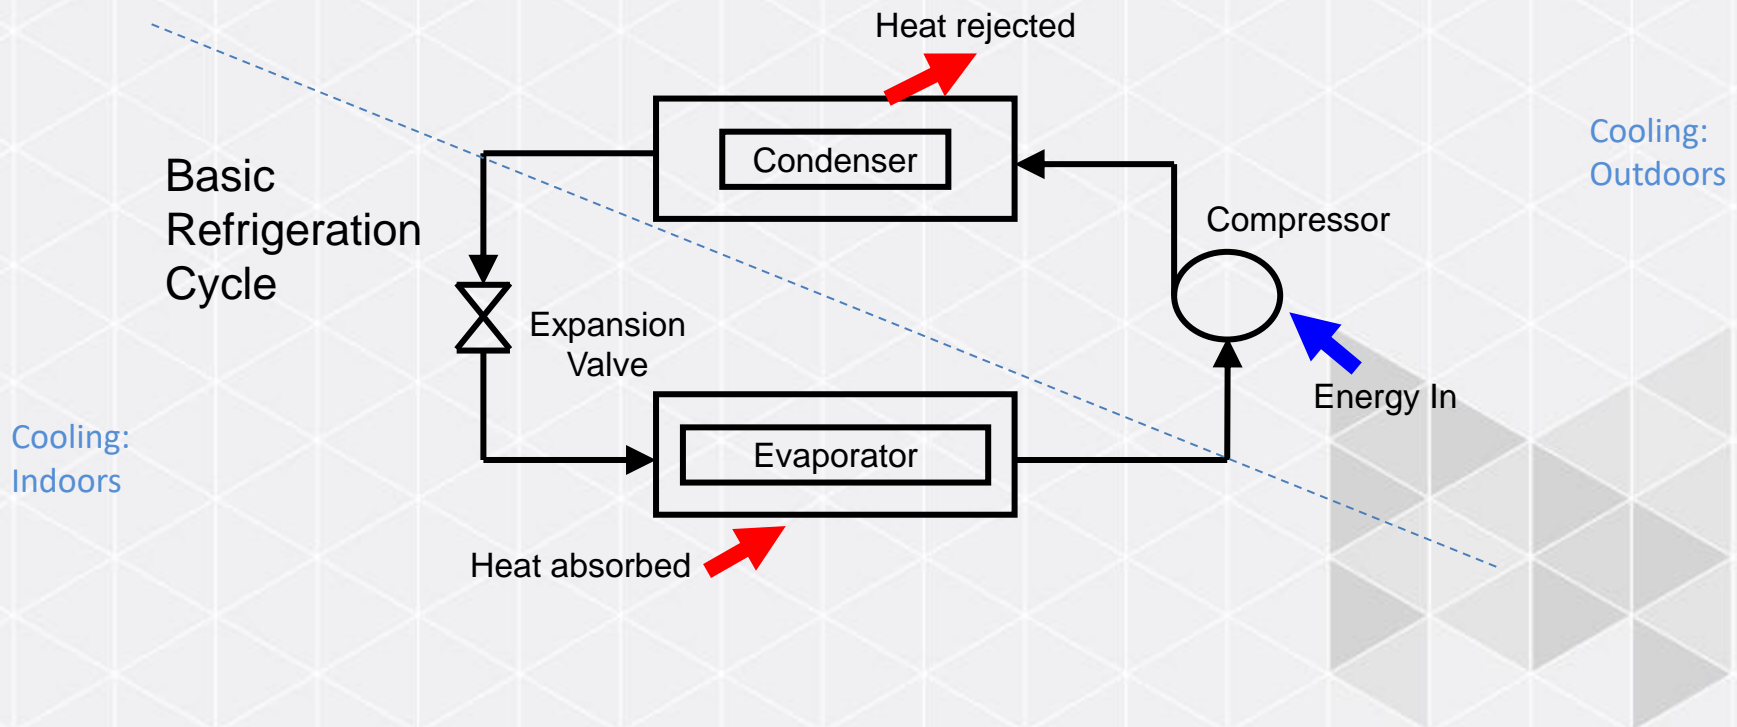 Heat rejected
Condenser
Cooling:
Outdoors
Basic
Refrigeration
Cycle
Compressor
Expansion
Valve
Energy In
Cooling:
Indoors
Evaporator
Heat absorbed